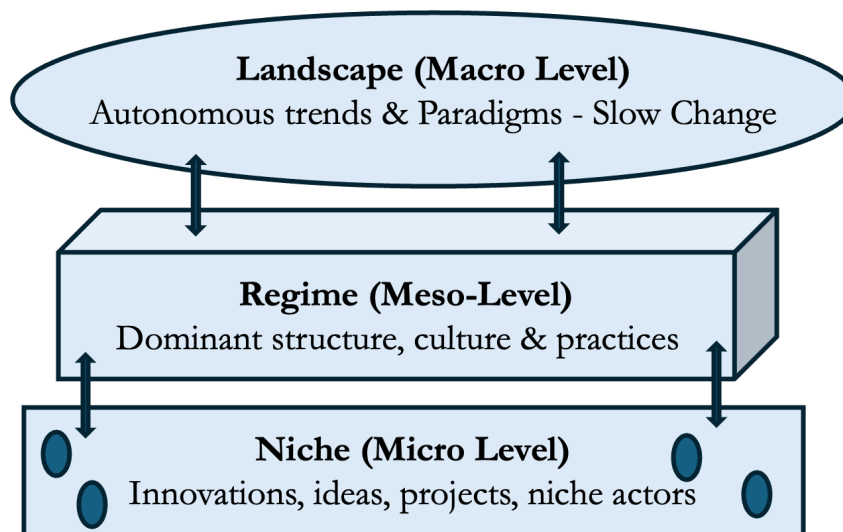 Landscape (Macro Level)
Autonomous trends & Paradigms - Slow Change
Regime (Meso-Level)
Dominant structure, culture & practices
Niche (Micro Level)
Innovations, ideas, projects, niche actors